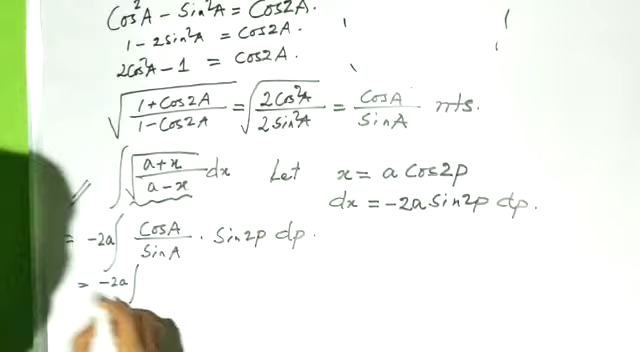 Cos²A - Sin²A = Cos2A.
1 - 2Sin²A = Cos2A.
2Cos²A - 1 = Cos2A.
√((1+Cos2A)/(1-Cos2A)) = √(2Cos²A/2Sin²A) = CosA/SinA
∫√((a+x)/(a-x)) dx Let x = a Cos2p
dx = -2a Sin2p dp.
= -2a∫ CosA/SinA · Sin2p dp.
= -2a∫